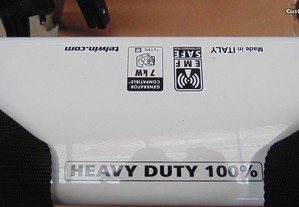 HEAVY DUTY 100%
telwin.com
Made in ITALY
7 kW
GENERATOR
COMPATIBLE
EMF
SAFE